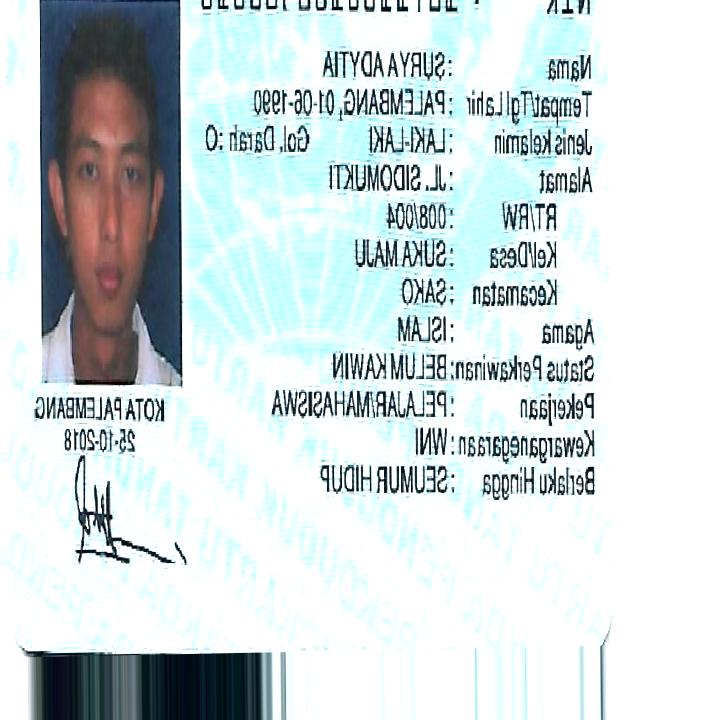 NIK :
Nama : SURYA ADYTIA
Tempat/Tgl Lahir : PALEMBANG, 01-06-1990
Jenis kelamin : LAKI-LAKI Gol. Darah : O
Alamat : JL. SIDOMUKTI
RT/RW : 008/004
Kel/Desa : SUKA MAJU
Kecamatan : SAKO
Agama : ISLAM
Status Perkawinan: BELUM KAWIN
Pekerjaan : PELAJAR/MAHASISWA
Kewarganegaraan: WNI
Berlaku Hingga : SEUMUR HIDUP
KOTA PALEMBANG
25-10-2018